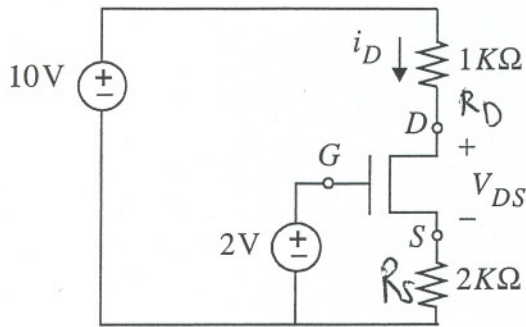 i_D
1KΩ
10V
R_D
D
+
G
V_DS
−
2V
S
R_S
2KΩ